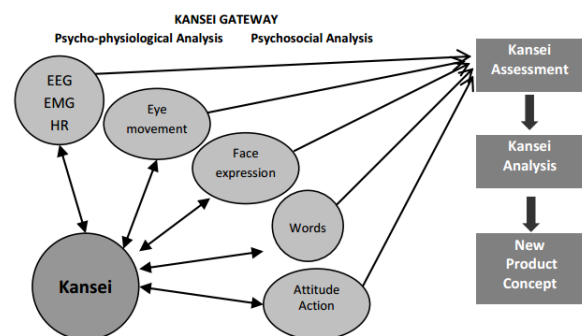 KANSEI GATEWAY
Psycho-physiological Analysis Psychosocial Analysis
EEG
EMG
HR
Eye
movement
Face
expression
Words
Attitude
Action
Kansei
Kansei
Assessment
Kansei
Analysis
New
Product
Concept